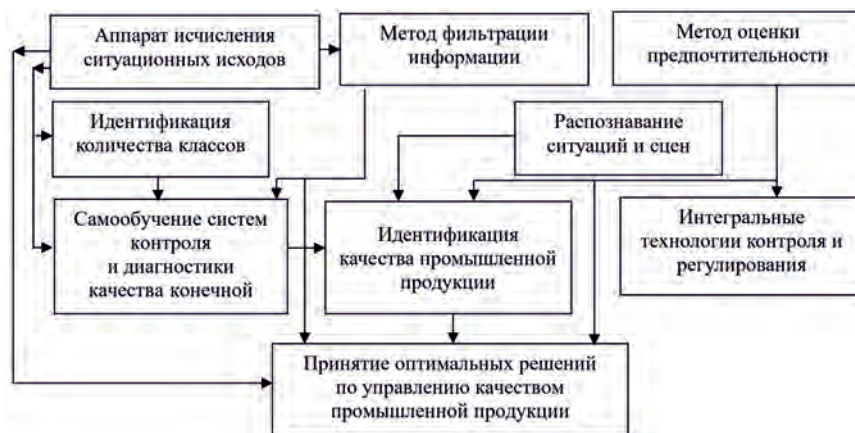 Аппарат исчисления
ситуационных исходов
Метод фильтрации
информации
Метод оценки
предпочтительности
Идентификация
количества классов
Распознавание
ситуаций и сцен
Самообучение систем
контроля
и диагностики
качества конечной
Идентификация
качества промышленной
продукции
Интегральные
технологии контроля и
регулирования
Принятие оптимальных решений
по управлению качеством
промышленной продукции